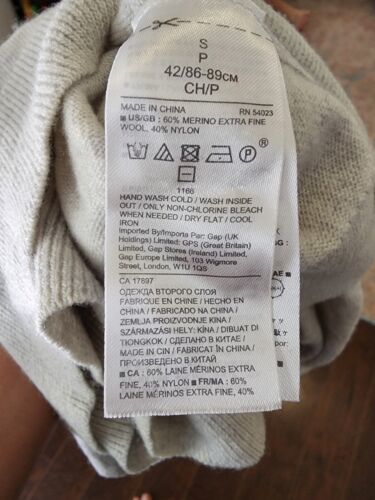 S
P
42/86-89см
CH/P
MADE IN CHINA RN 54023
■ US/GB : 60% MERINO EXTRA FINE
WOOL, 40% NYLON
P ®
1166
HAND WASH COLD / WASH INSIDE
OUT / ONLY NON-CHLORINE BLEACH
WHEN NEEDED / DRY FLAT / COOL
IRON
Imported By/Importa Par: Gap (UK
Holdings) Limited: GPS (Great Britain)
Limited, Gap Stores (Ireland) Limited,
Gap Europe Limited, 103 Wigmore
Street, London, W1U 1QS
CA 17897
ОДЕЖДА ВТОРОГО СЛОЯ
FABRIQUÉ EN CHINE / HECHO EN
CHINA / FABRICADO NA CHINA /
ZEMLJA PROIZVODNJE KINA /
SZÁRMAZÁSI HELY: KÍNA / DIBUAT DI
TIONGKOK / СДЕЛАНО В КИТАЕ /
MADE IN CIN / FABRICAT ÎN CHINA /
ПРОИЗВЕДЕНО В КИТАЙ
■ CA : 60% LAINE MÉRINOS EXTRA
FINE, 40% NYLON ■ FR/MA : 60%
LAINE MÉRINOS EXTRA FINE, 40%